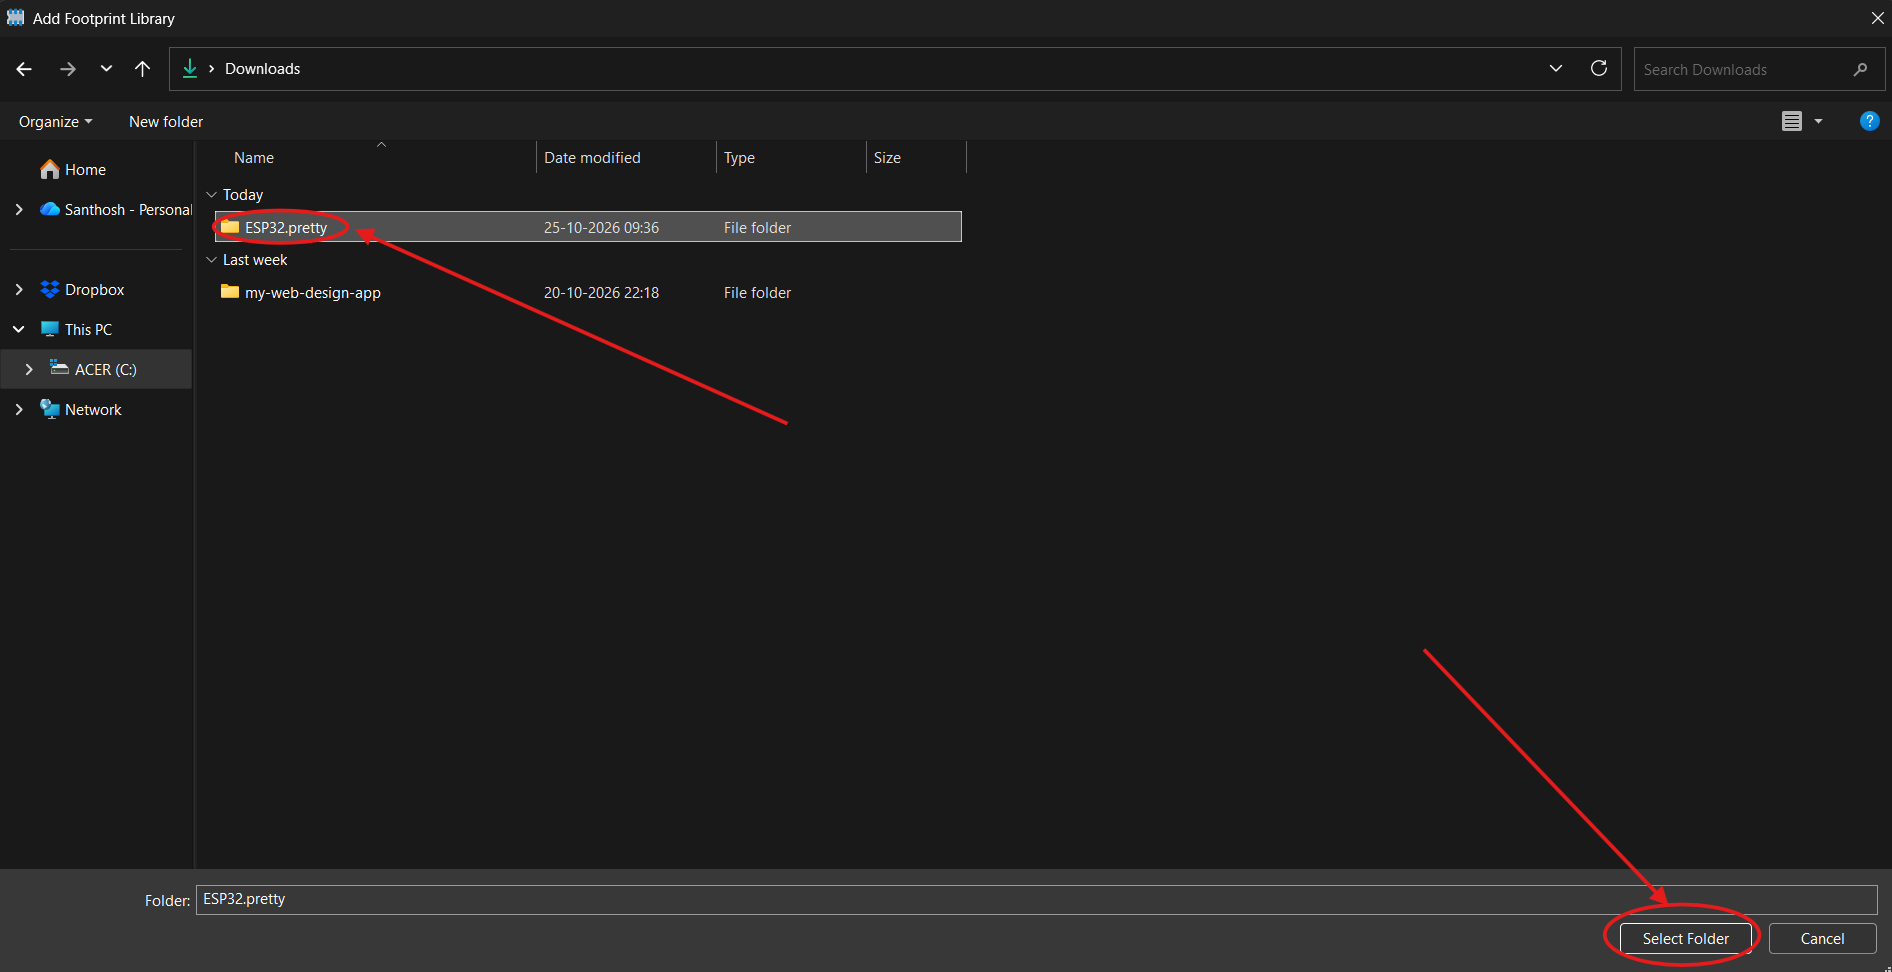 Add Footprint Library
Downloads
Search Downloads
Organize
New folder
Name
Date modified
Type
Size
Home
Santhosh - Personal
Dropbox
This PC
ACER (C:)
Network
Today
ESP32.pretty 25-10-2026 09:36 File folder
Last week
my-web-design-app 20-10-2026 22:18 File folder
Folder: ESP32.pretty
Select Folder
Cancel